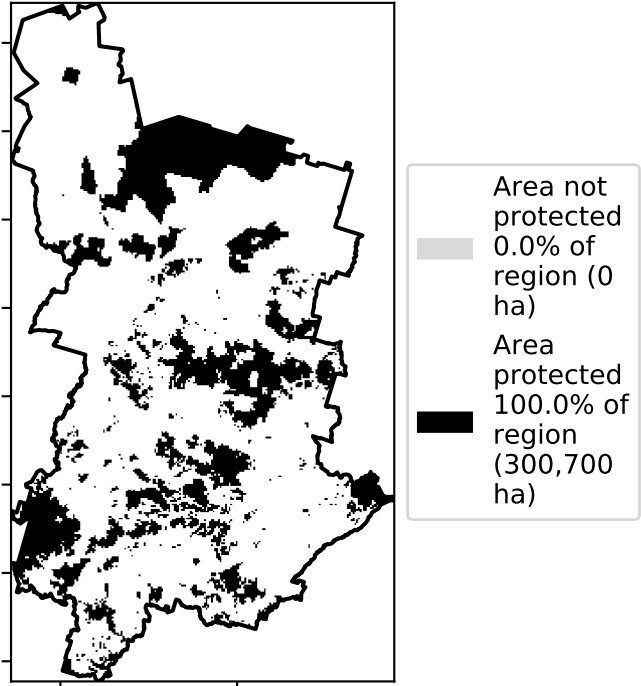 Area not
protected
0.0% of
region (0
ha)
Area
protected
100.0% of
region
(300,700
ha)